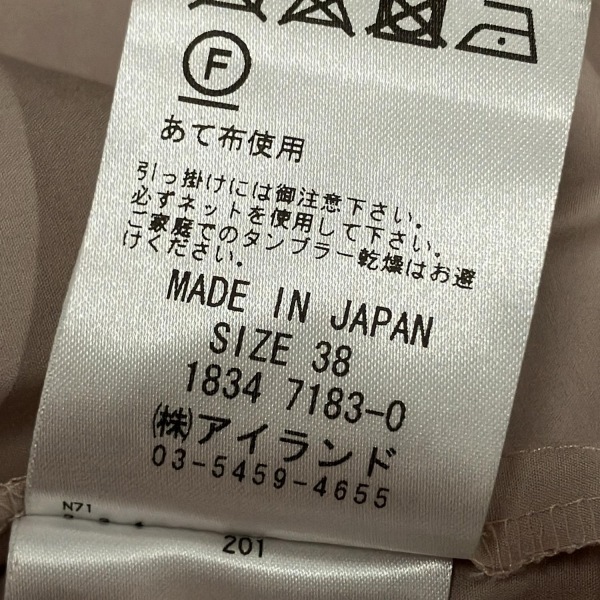 F
あて布使用
引っ掛けには御注意下さい。
必ずネットを使用して下さい。
ご家庭でのタンブラー乾燥はお避
けください。
MADE IN JAPAN
SIZE 38
1834 7183-0
㈱アイランド
03-5459-4655
N71
201